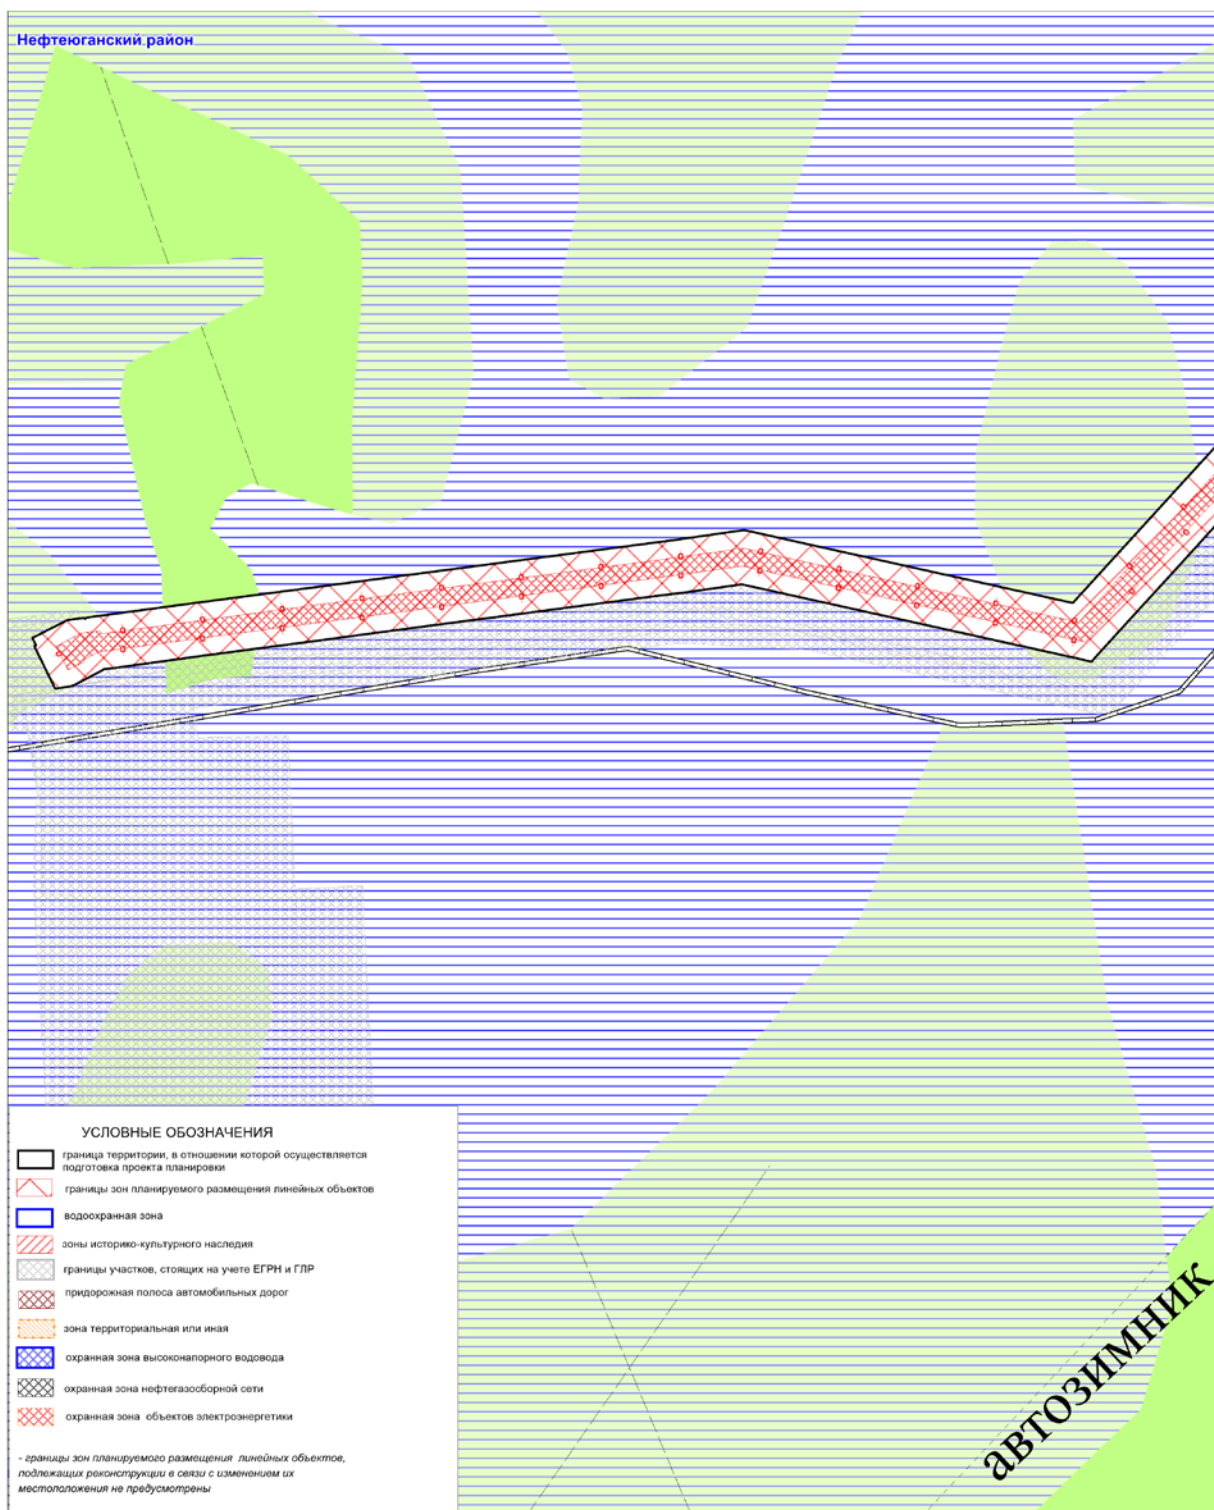 Нефтеюганский район
УСЛОВНЫЕ ОБОЗНАЧЕНИЯ
граница территории, в отношении которой осуществляется
подготовка проекта планировки
границы зон планируемого размещения линейных объектов
водоохранная зона
зоны историко-культурного наследия
границы участков, стоящих на учете ЕГРН и ГЛР
придорожная полоса автомобильных дорог
зона территориальная или иная
охранная зона высоконапорного водовода
охранная зона нефтегазосборной сети
охранная зона объектов электроэнергетики
- границы зон планируемого размещения линейных объектов,
подлежащих реконструкции в связи с изменением их
местоположения не предусмотрены
автозимник